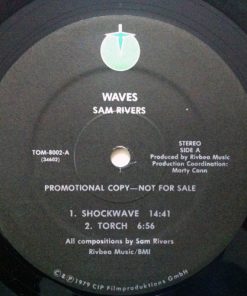 WAVES
SAM RIVERS
TOM-8002-A
(34602)
STEREO
SIDE A
Produced by Rivbea Music
Production Coordination:
Marty Cann
PROMOTIONAL COPY—NOT FOR SALE
1. SHOCKWAVE 14:41
2. TORCH 6:56
All compositions by Sam Rivers
Rivbea Music/BMI
©&℗ 1979 CIP Filmproduktions GmbH